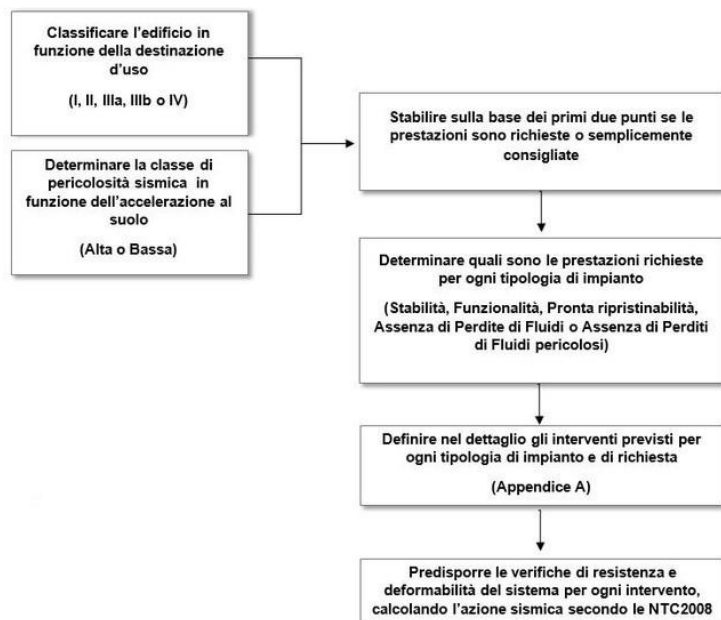 Classificare l'edificio in
funzione della destinazione
d'uso
(I, II, IIIa, IIIb o IV)
Determinare la classe di
pericolosità sismica in
funzione dell'accelerazione al
suolo
(Alta o Bassa)
Stabilire sulla base dei primi due punti se le
prestazioni sono richieste o semplicemente
consigliate
Determinare quali sono le prestazioni richieste
per ogni tipologia di impianto
(Stabilità, Funzionalità, Pronta ripristinabilità,
Assenza di Perdite di Fluidi o Assenza di Perditi
di Fluidi pericolosi)
Definire nel dettaglio gli interventi previsti per
ogni tipologia di impianto e di richiesta
(Appendice A)
Predisporre le verifiche di resistenza e
deformabilità del sistema per ogni intervento,
calcolando l'azione sismica secondo le NTC2008